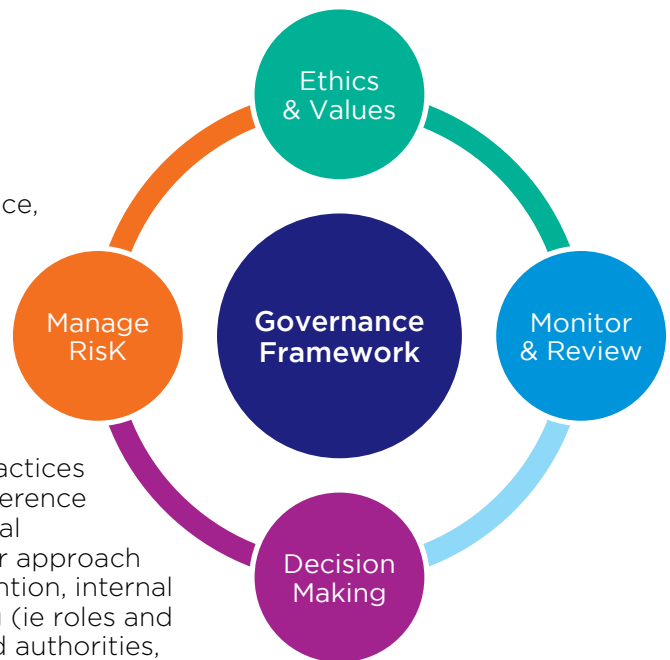 Ethics
& Values
ce,
Manage
RisK
Governance
Framework
Monitor
& Review
actices
erence
al
r approach
ntion, internal
(ie roles and
d authorities,
Decision
Making